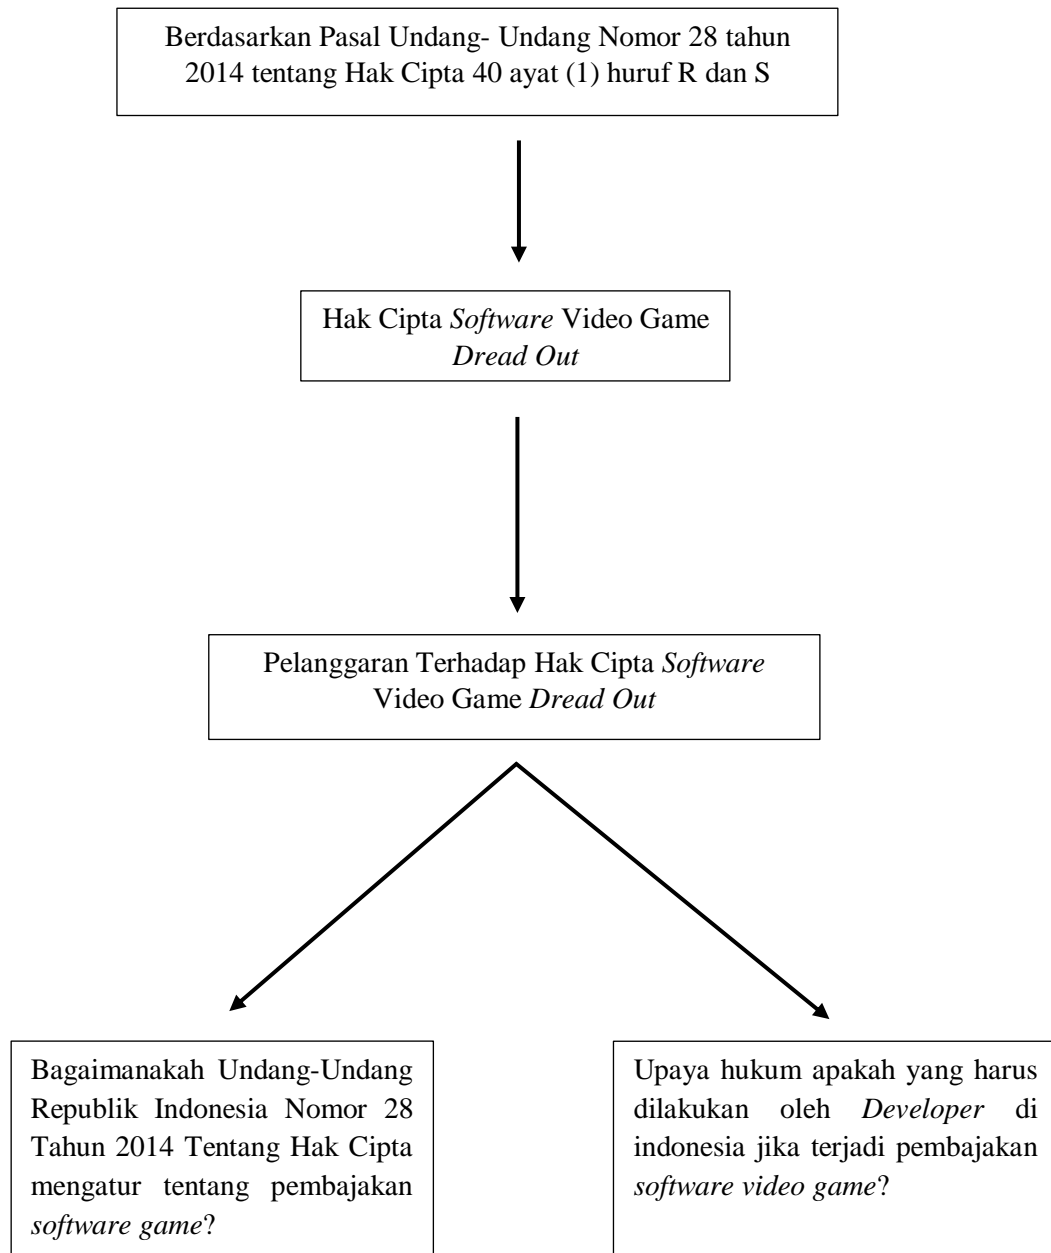 Berdasarkan Pasal Undang- Undang Nomor 28 tahun
2014 tentang Hak Cipta 40 ayat (1) huruf R dan S
Hak Cipta Software Video Game
Dread Out
Pelanggaran Terhadap Hak Cipta Software
Video Game Dread Out
Bagaimanakah Undang-Undang
Republik Indonesia Nomor 28
Tahun 2014 Tentang Hak Cipta
mengatur tentang pembajakan
software game?
Upaya hukum apakah yang harus
dilakukan oleh Developer di
indonesia jika terjadi pembajakan
software video game?